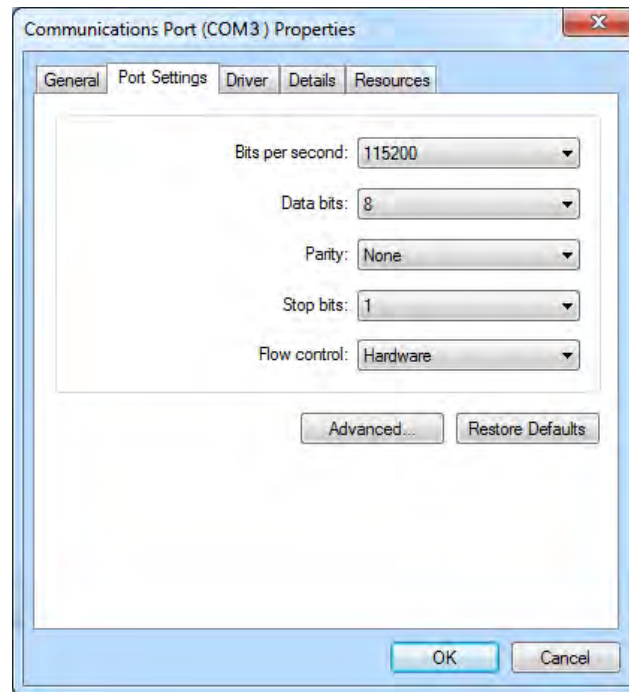 Communications Port (COM3 ) Properties
General Port Settings Driver Details Resources
Bits per second: 115200
Data bits: 8
Parity: None
Stop bits: 1
Flow control: Hardware
Advanced... Restore Defaults
OK Cancel